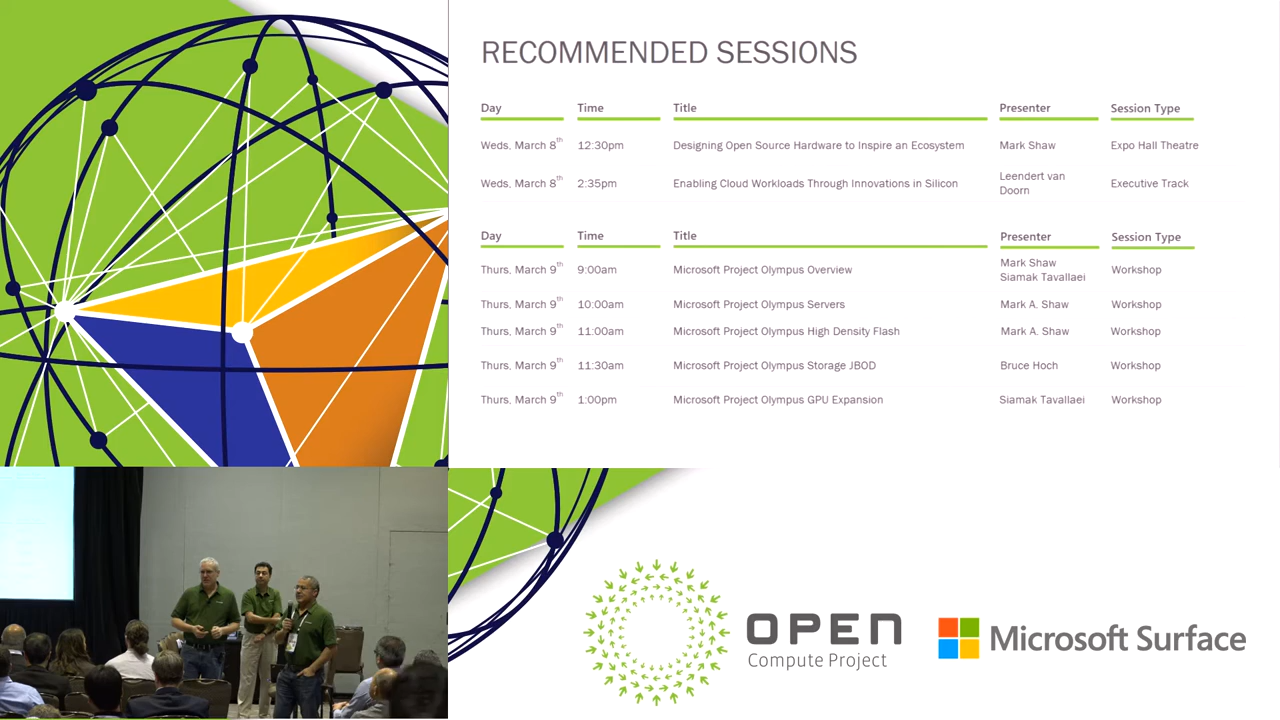 RECOMMENDED SESSIONS
Day Time Title Presenter Session Type
Weds, March 8th 12:30pm Designing Open Source Hardware to Inspire an Ecosystem Mark Shaw Expo Hall Theatre
Weds, March 8th 2:35pm Enabling Cloud Workloads Through Innovations in Silicon Leendert van Executive Track
Doorn
Day Time Title Presenter Session Type
Thurs, March 9th 9:00am Microsoft Project Olympus Overview Mark Shaw Workshop
Siamak Tavallaei
Thurs, March 9th 10:00am Microsoft Project Olympus Servers Mark A. Shaw Workshop
Thurs, March 9th 11:00am Microsoft Project Olympus High Density Flash Mark A. Shaw Workshop
Thurs, March 9th 11:30am Microsoft Project Olympus Storage JBOD Bruce Hoch Workshop
Thurs, March 9th 1:00pm Microsoft Project Olympus GPU Expansion Siamak Tavallaei Workshop
OPEN
Compute Project
Microsoft Surface